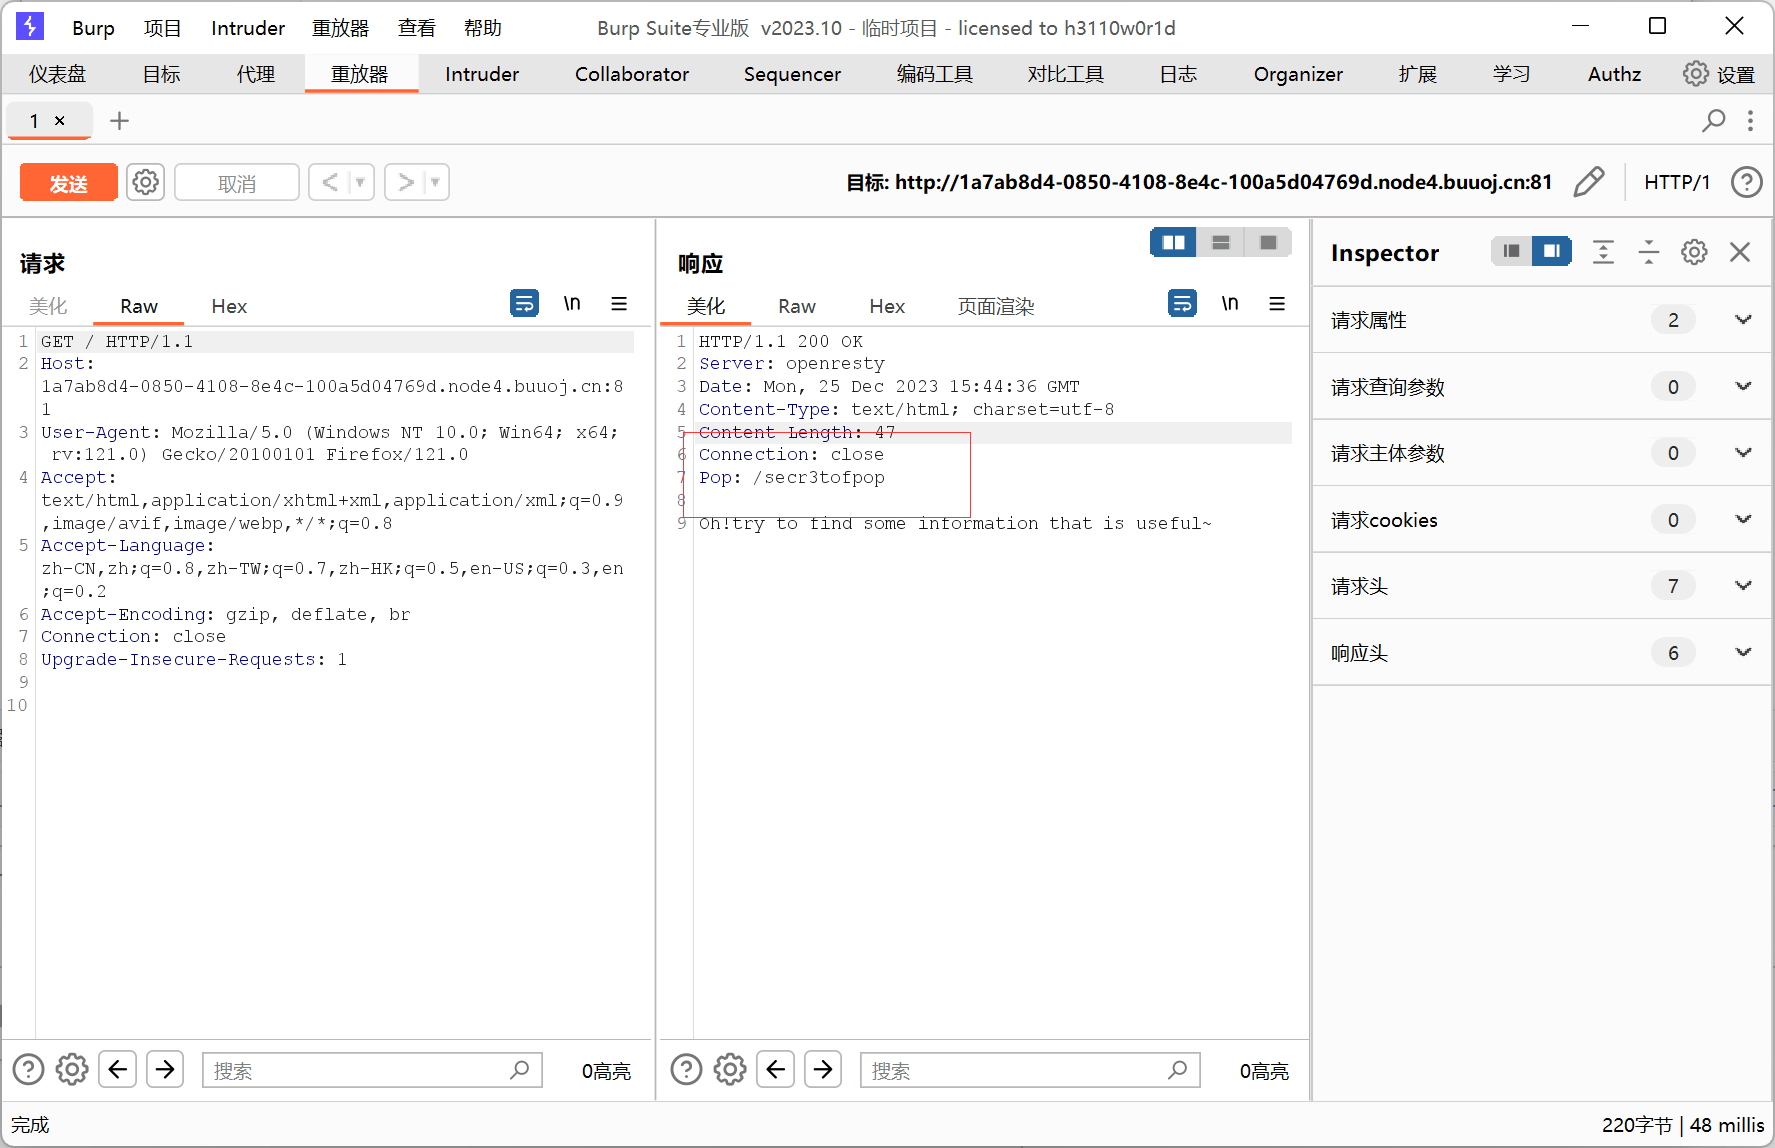 Burp 项目 Intruder 重放器 查看 帮助 Burp Suite专业版 v2023.10 - 临时项目 - licensed to h3110w0r1d
仪表盘 目标 代理 重放器 Intruder Collaborator Sequencer 编码工具 对比工具 日志 Organizer 扩展 学习 Authz 设置
1 ×
发送 取消 < > 目标: http://1a7ab8d4-0850-4108-8e4c-100a5d04769d.node4.buuoj.cn:81 HTTP/1
请求
美化 Raw Hex \n
1 GET / HTTP/1.1
2 Host:
1a7ab8d4-0850-4108-8e4c-100a5d04769d.node4.buuoj.cn:8
1
3 User-Agent: Mozilla/5.0 (Windows NT 10.0; Win64; x64;
rv:121.0) Gecko/20100101 Firefox/121.0
4 Accept:
text/html,application/xhtml+xml,application/xml;q=0.9
,image/avif,image/webp,*/*;q=0.8
5 Accept-Language:
zh-CN,zh;q=0.8,zh-TW;q=0.7,zh-HK;q=0.5,en-US;q=0.3,en
;q=0.2
6 Accept-Encoding: gzip, deflate, br
7 Connection: close
8 Upgrade-Insecure-Requests: 1
9
10
搜索 0高亮
响应
美化 Raw Hex 页面渲染 \n
1 HTTP/1.1 200 OK
2 Server: openresty
3 Date: Mon, 25 Dec 2023 15:44:36 GMT
4 Content-Type: text/html; charset=utf-8
5 Content-Length: 47
6 Connection: close
7 Pop: /secr3tofpop
8
9 Oh!try to find some information that is useful~
搜索 0高亮
Inspector
请求属性 2
请求查询参数 0
请求主体参数 0
请求cookies 0
请求头 7
响应头 6
完成 220字节 | 48 millis